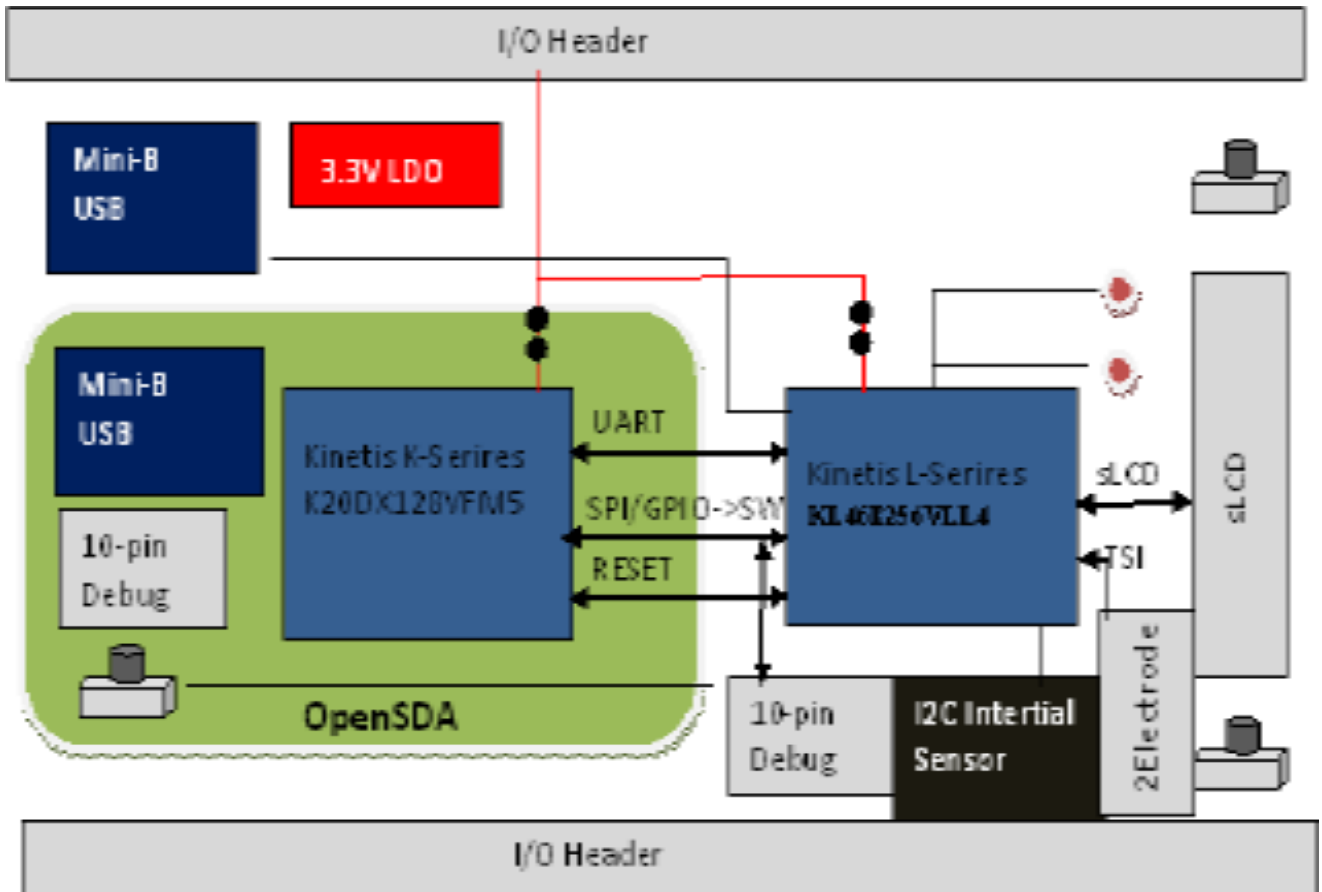 I/O Header
Mini-B
USB
3.3V LDO
Mini-B
USB
Kinetis K-Serires
K20DX128VFM5
10-pin
Debug
OpenSDA
UART
SPI/GPIO->SW
RESET
Kinetis L-Serires
KL46Z256VLL4
sLCD
TSI
sLCD
10-pin
Debug
I2C Intertial
Sensor
2Electrode
I/O Header